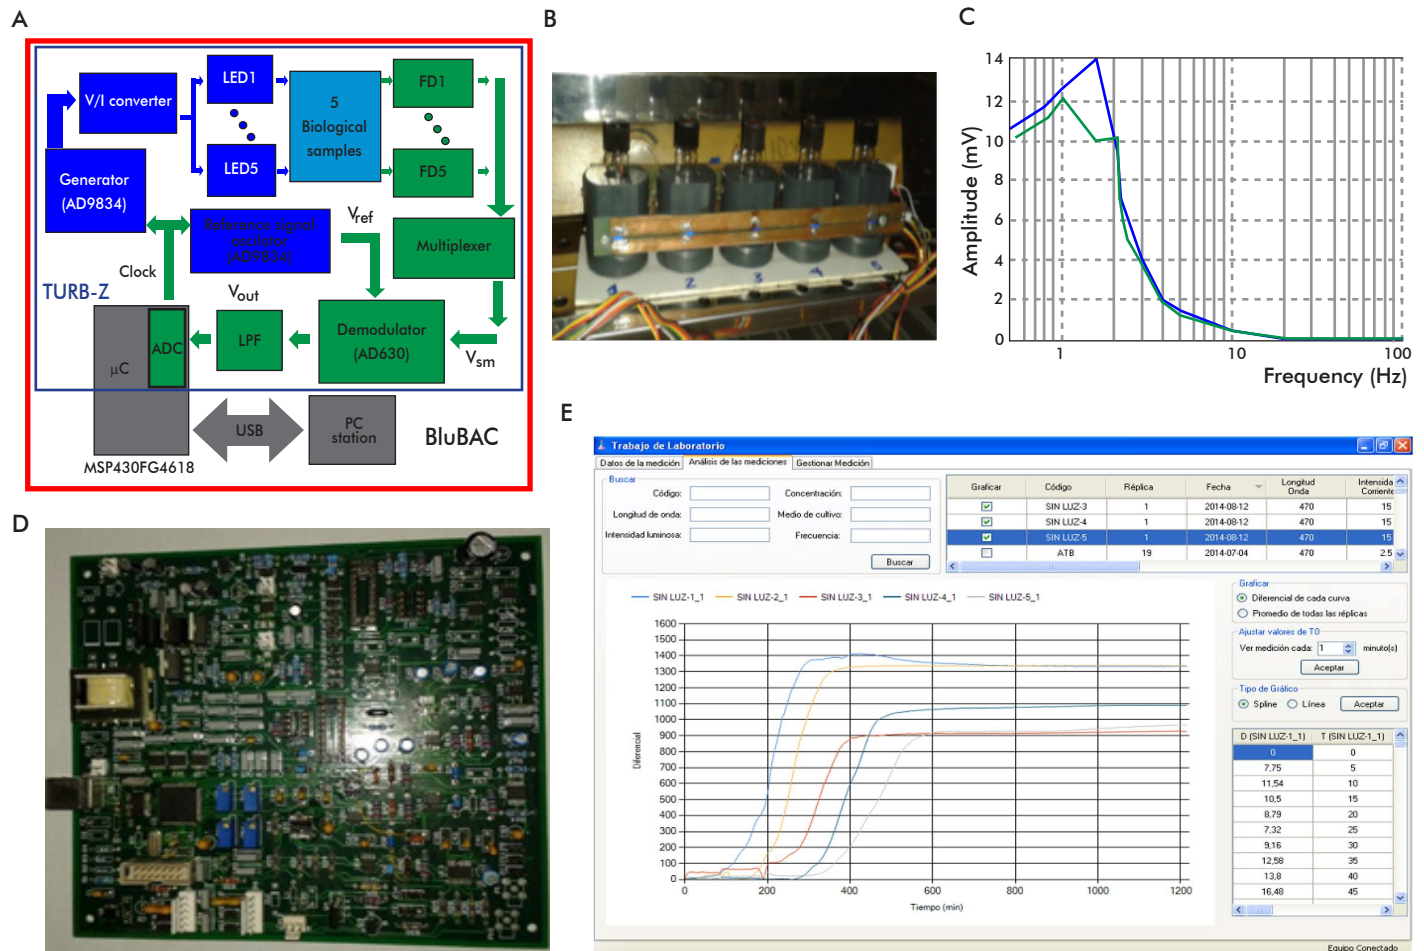 A
V/I converter
LED1
LED5
5
Biological
samples
FD1
FD5
Generator
(AD9834)
Reference signal
oscilator
(AD9834)
Vref
Multiplexer
Clock
TURB-Z
Vout
ADC
LPF
Demodulator
(AD630)
Vsm
μC
USB
PC
station
BluBAC
MSP430FG4618
B
1 2 3 4 5
C
14
12
10
8
6
4
2
0
Amplitude (mV)
1 10 100
Frequency (Hz)
D
E
Trabajo de Laboratorio
Datos de la medición Análisis de las mediciones Gestionar Medición
Buscar
Código: Concentración:
Longitud de onda: Medio de cultivo:
Intensidad luminosa: Frecuencia:
Buscar
Graficar Código Réplica Fecha Longitud Onda Intensida Corriente
SIN LUZ-3 1 2014-08-12 470 15
SIN LUZ-4 1 2014-08-12 470 15
SIN LUZ-5 1 2014-08-12 470 15
ATB 19 2014-07-04 470 2.5
SIN LUZ-1_1 SIN LUZ-2_1 SIN LUZ-3_1 SIN LUZ-4_1 SIN LUZ-5_1
1600
1500
1400
1300
1200
1100
1000
900
800
700
600
500
400
300
200
100
0
Diferencial
0 200 400 600 800 1000 1200
Tiempo (min)
Graficar
Diferencial de cada curva
Promedio de todas las réplicas
Ajustar valores de TO
Ver medición cada: 1 minuto(s)
Aceptar
Tipo de Gráfico
Spline Línea Aceptar
D (SIN LUZ-1_1) T (SIN LUZ-1_1)
0 0
7,75 5
11,54 10
10,5 15
8,79 20
7,32 25
9,16 30
12,58 35
13,8 40
16,48 45
Equipo Conectado